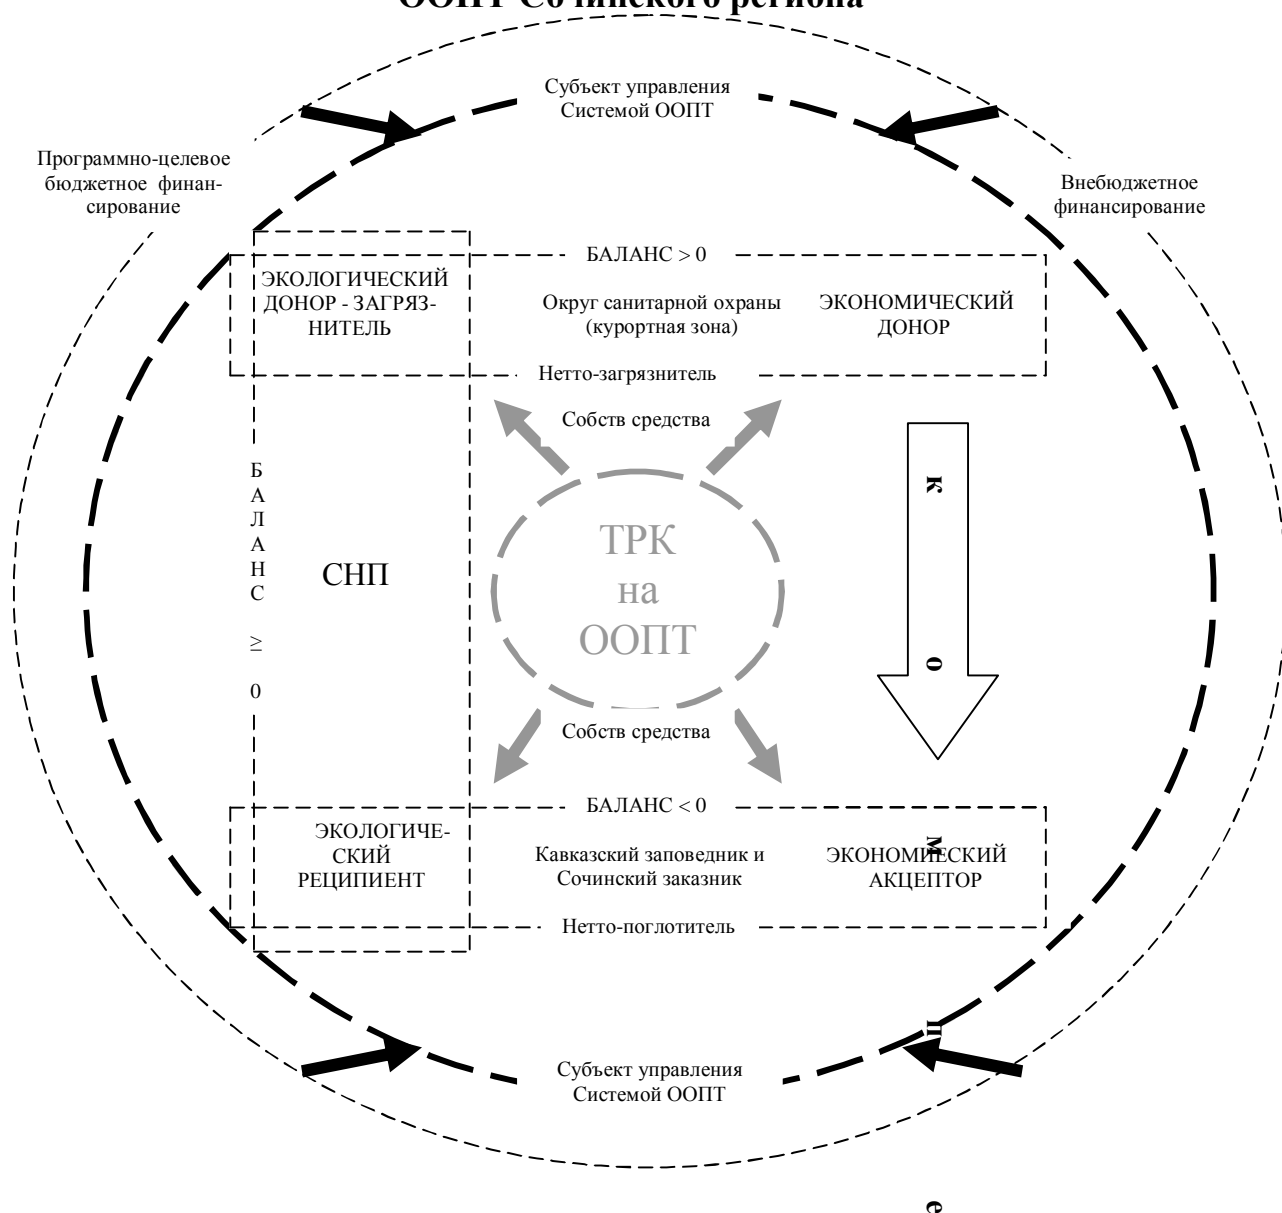 ООПТ Сочинского региона
Субъект управления
Системой ООПТ
Программно-целевое
бюджетное финан-
сирование
Внебюджетное
финансирование
БАЛАНС > 0
ЭКОЛОГИЧЕСКИЙ
ДОНОР - ЗАГРЯЗ-
НИТЕЛЬ
Округ санитарной охраны
(курортная зона)
ЭКОНОМИЧЕСКИЙ
ДОНОР
Нетто-загрязнитель
Собств средства
Б
А
Л
А
Н
С
≥
0
СНП
ТРК
на
ООПТ
к
о
м
п
е
Собств средства
БАЛАНС < 0
ЭКОЛОГИЧЕ-
СКИЙ
РЕЦИПИЕНТ
Кавказский заповедник и
Сочинский заказник
ЭКОНОМИЕСКИЙ
АКЦЕПТОР
Нетто-поглотитель
Субъект управления
Системой ООПТ